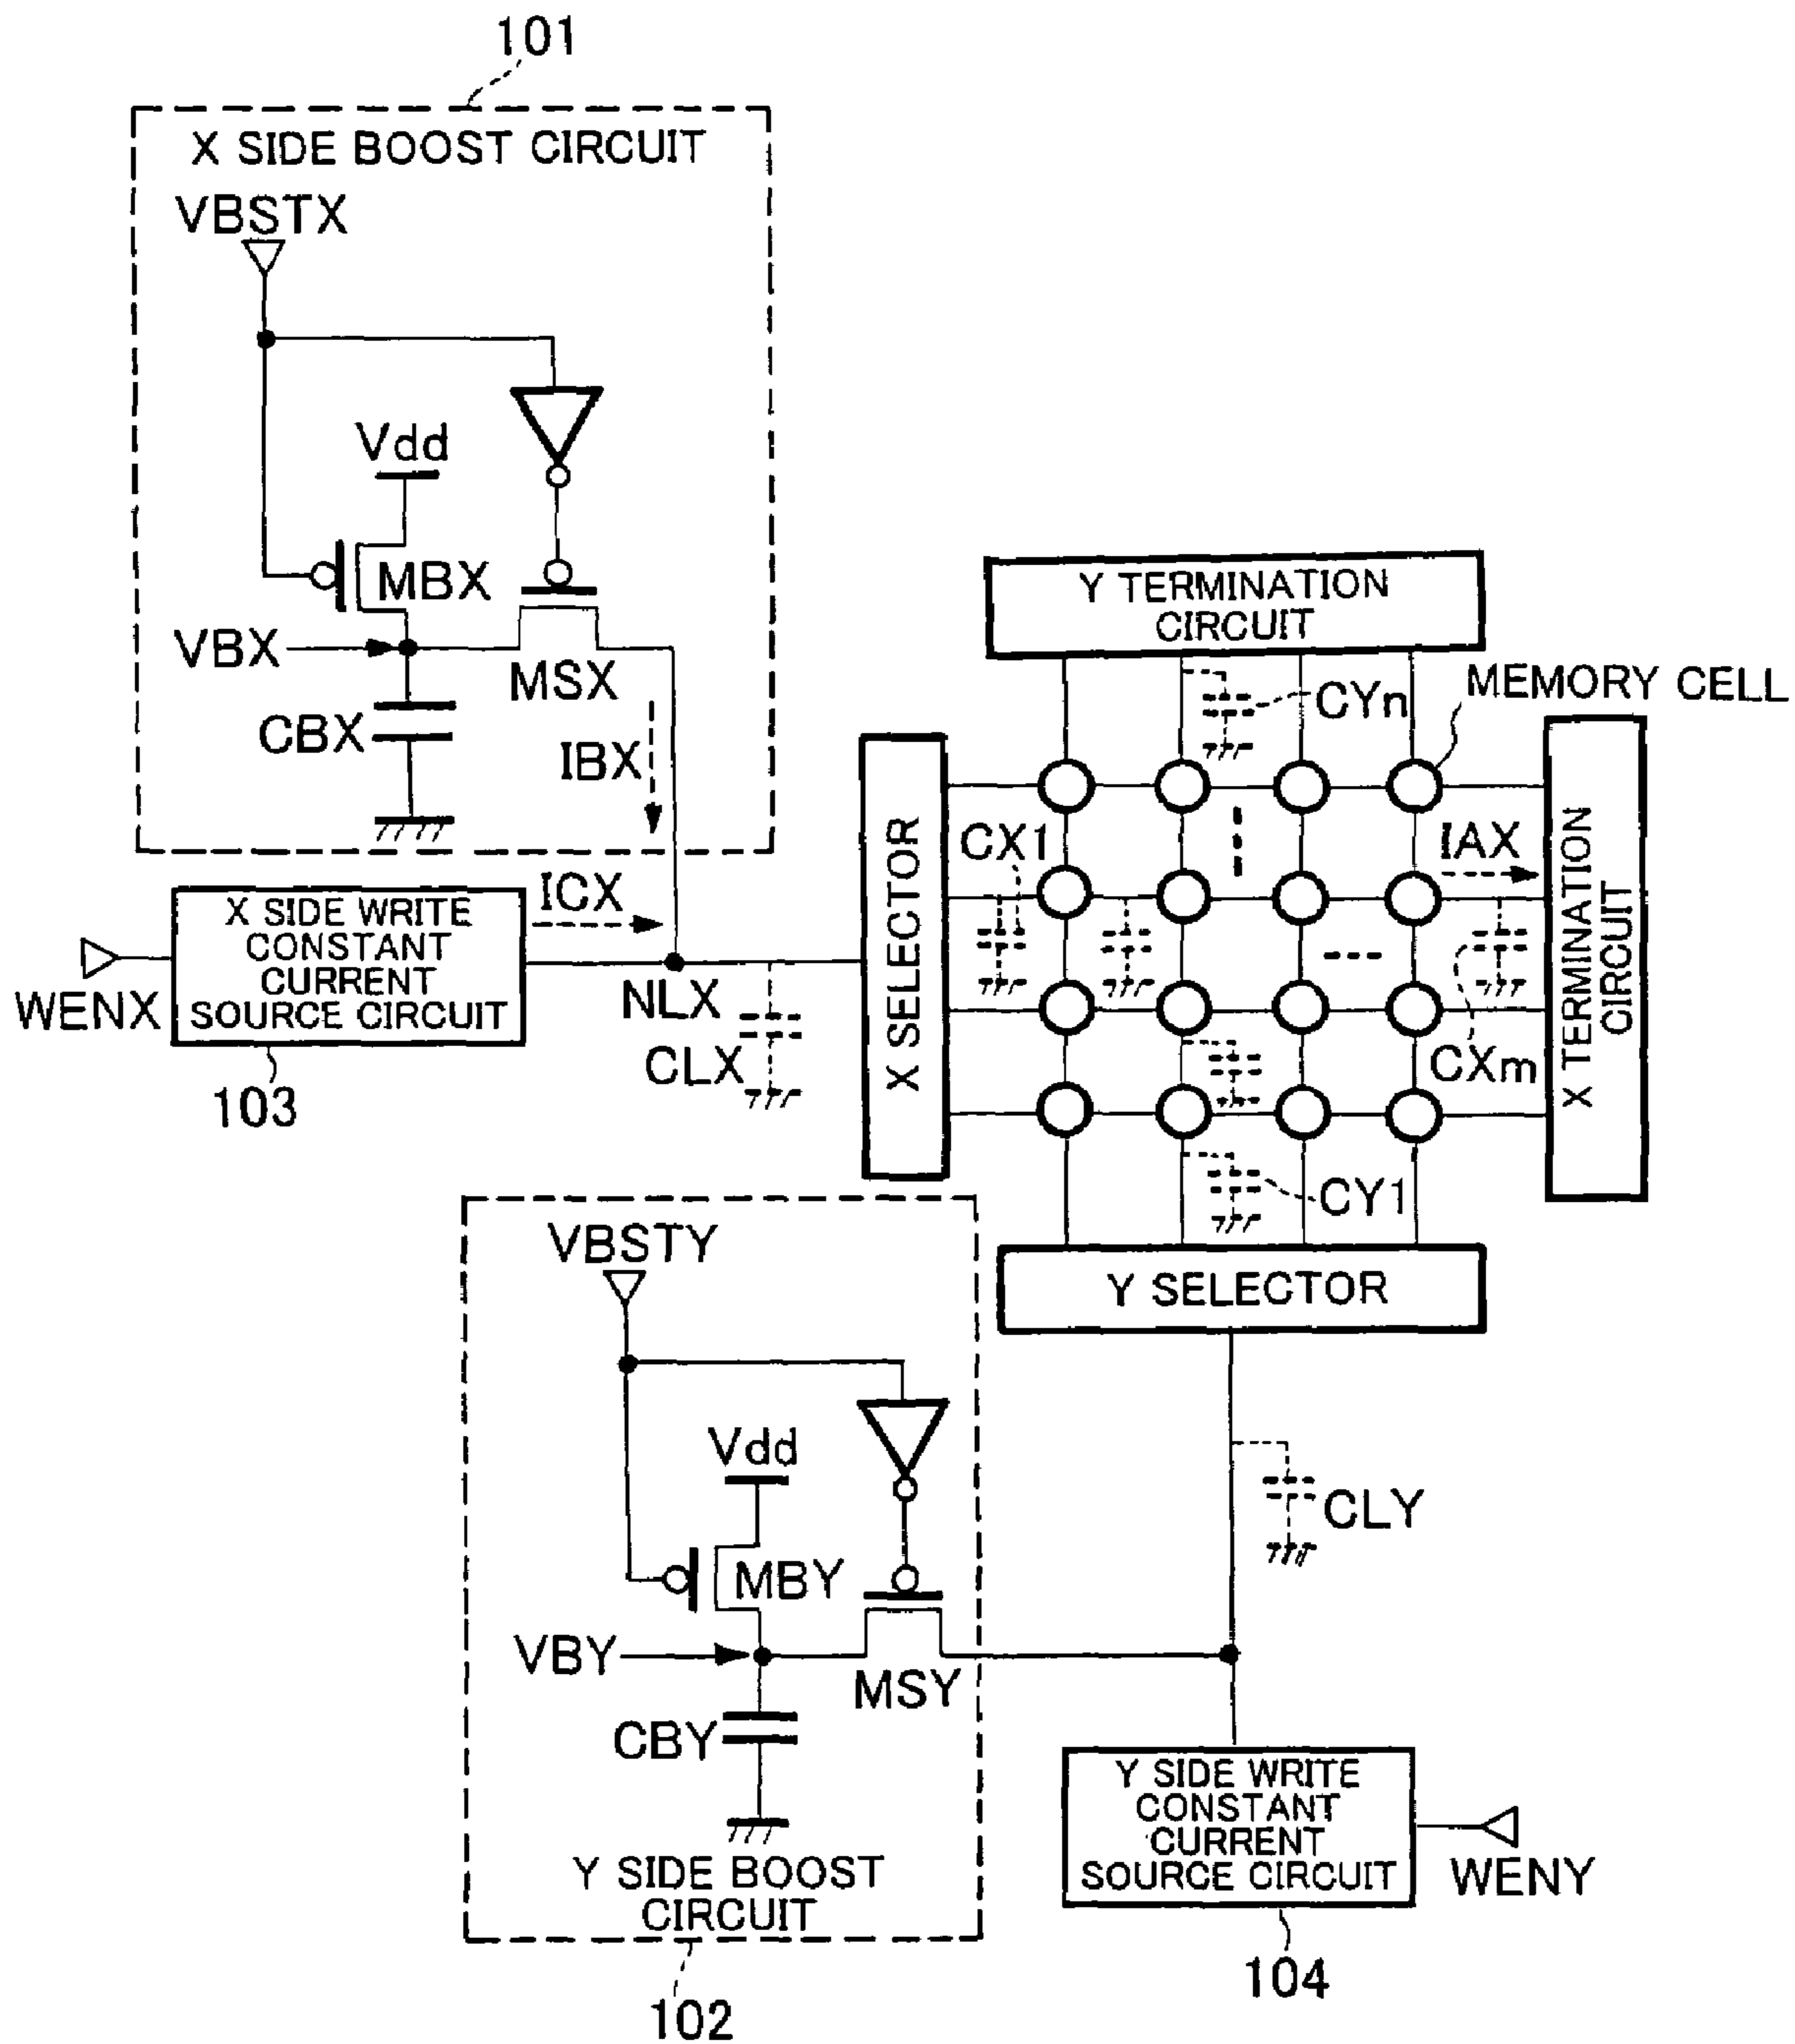 101
X SIDE BOOST CIRCUIT
VBSTX
Vdd
MBX
VBX
MSX
CBX
IBX
Y TERMINATION
CIRCUIT
CYn
MEMORY CELL
X SELECTOR
CX1
IAX
X TERMINATION
CIRCUIT
ICX
X SIDE WRITE
CONSTANT
CURRENT
SOURCE CIRCUIT
WENX
NLX
CLX
CXm
103
CY1
VBSTY
Y SELECTOR
Vdd
CLY
MBY
VBY
MSY
CBY
Y SIDE WRITE
CONSTANT
CURRENT
SOURCE CIRCUIT
WENY
Y SIDE BOOST
CIRCUIT
104
102